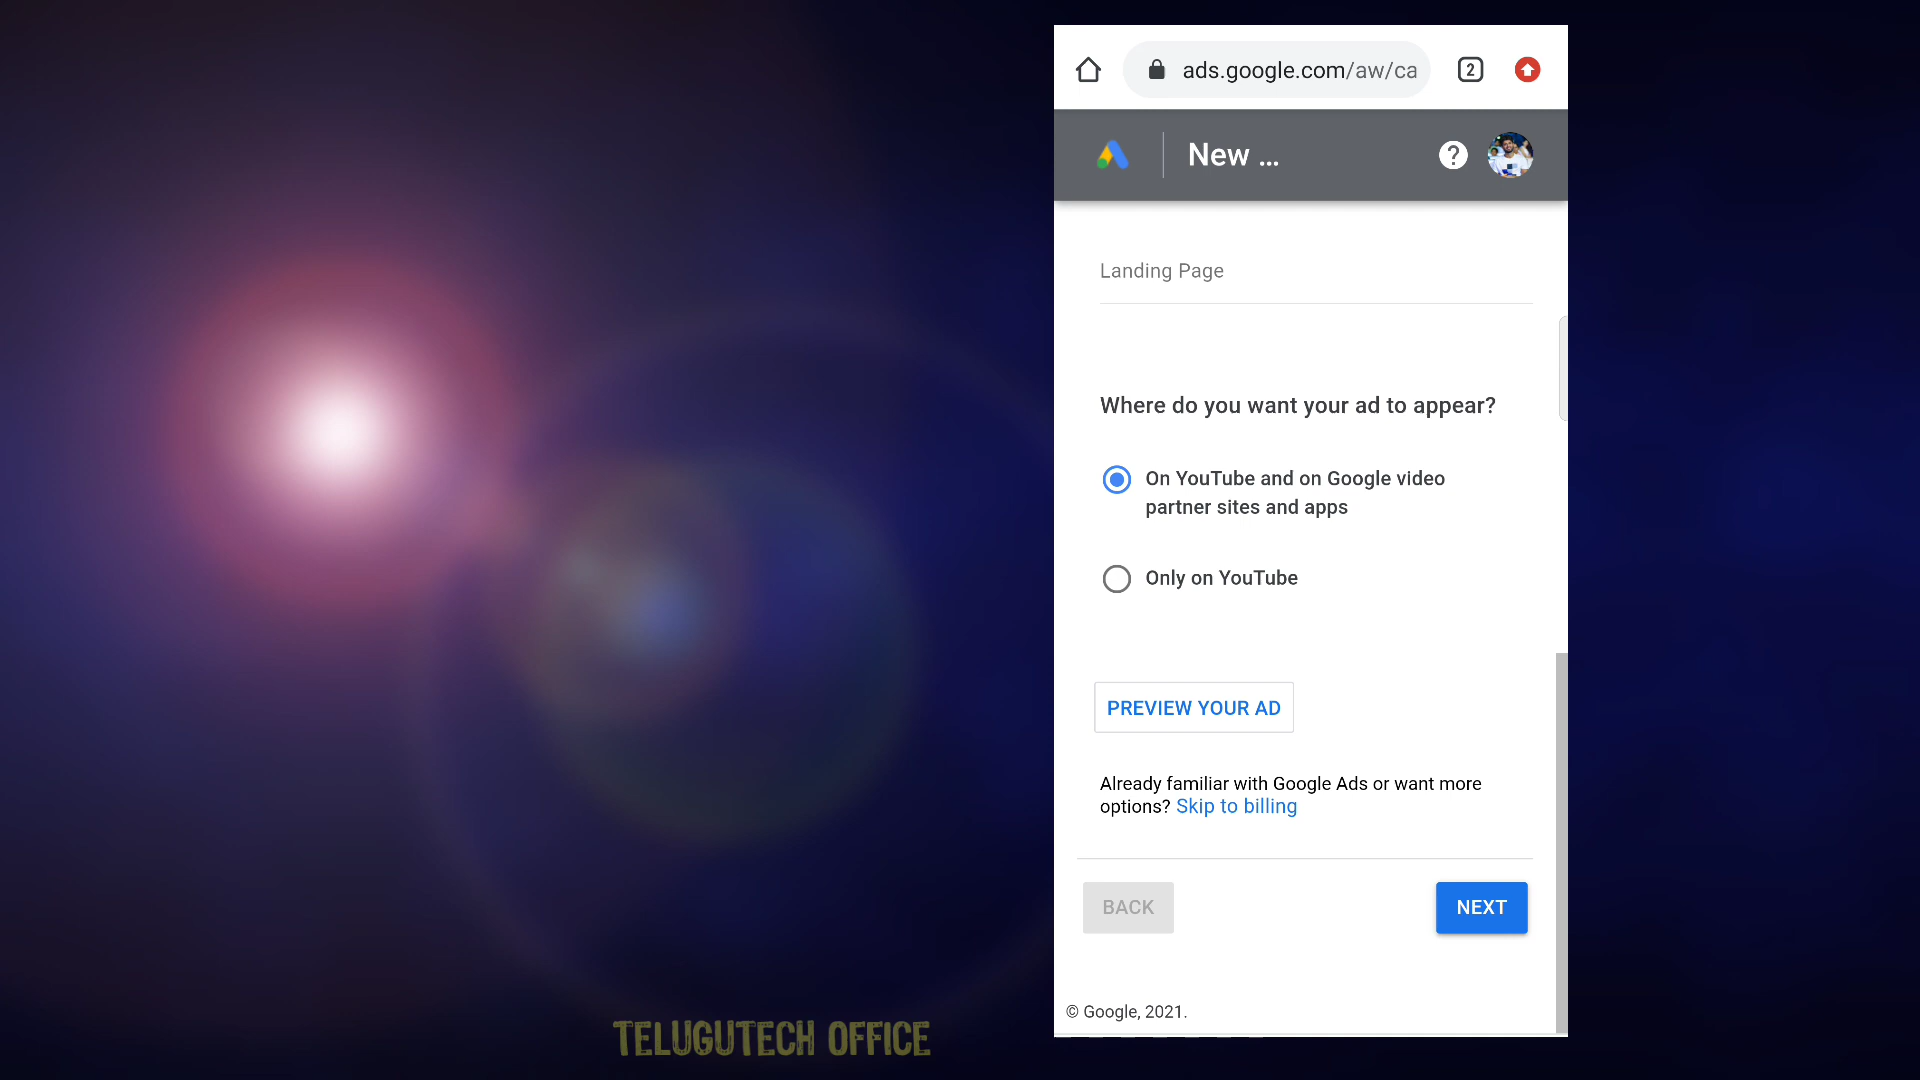 ads.google.com/aw/ca
2
New ...
Landing Page
Where do you want your ad to appear?
On YouTube and on Google video
partner sites and apps
Only on YouTube
PREVIEW YOUR AD
Already familiar with Google Ads or want more
options? Skip to billing
BACK
NEXT
© Google, 2021.
TELUGUTECH OFFICE